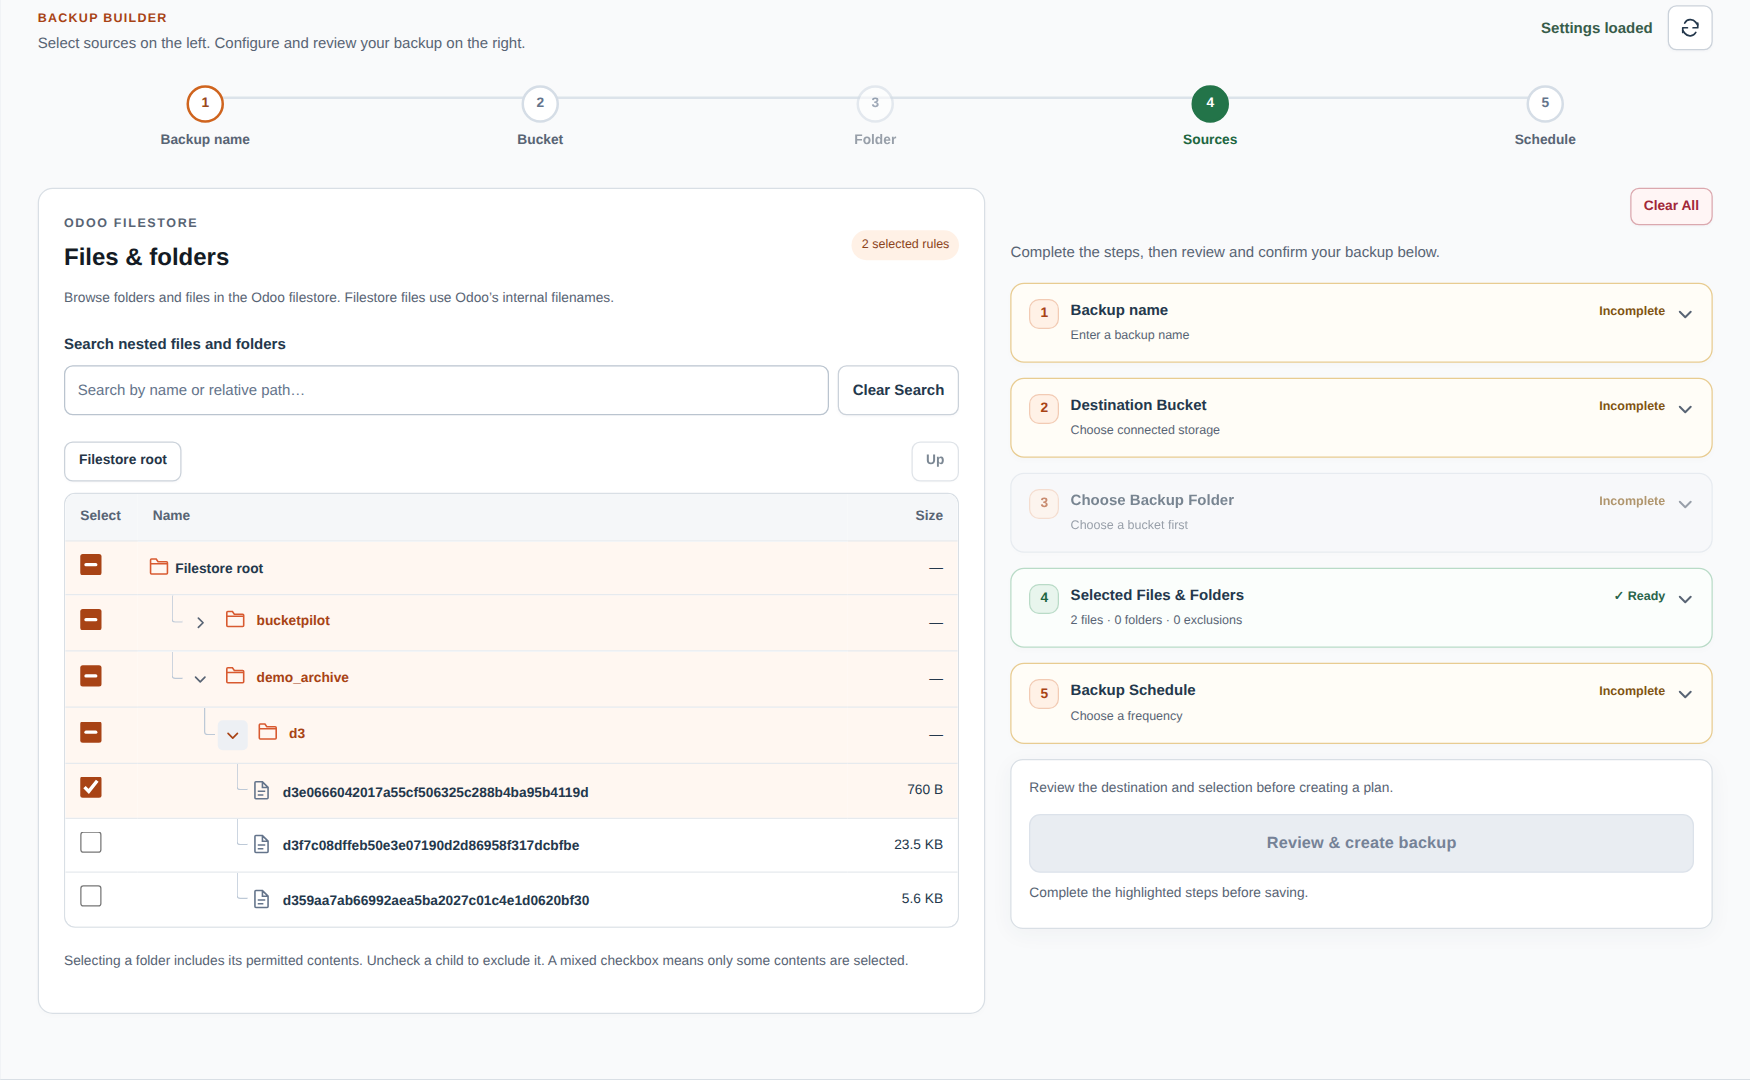 BACKUP BUILDER
Select sources on the left. Configure and review your backup on the right.
Settings loaded
1
2
3
4
5
Backup name
Bucket
Folder
Sources
Schedule
ODOO FILESTORE
Files & folders
2 selected rules
Browse folders and files in the Odoo filestore. Filestore files use Odoo’s internal filenames.
Search nested files and folders
Search by name or relative path…
Clear Search
Filestore root
Up
Select
Name
Size
Filestore root
—
bucketpilot
—
demo_archive
—
d3
—
d3e0666042017a55cf506325c288b4ba95b4119d
760 B
d3f7c08dffeb50e3e07190d2d86958f317dcbfbe
23.5 KB
d359aa7ab66992aea5ba2027c01c4e1d0620bf30
5.6 KB
Selecting a folder includes its permitted contents. Uncheck a child to exclude it. A mixed checkbox means only some contents are selected.
Clear All
Complete the steps, then review and confirm your backup below.
1
Backup name
Incomplete
Enter a backup name
2
Destination Bucket
Incomplete
Choose connected storage
3
Choose Backup Folder
Incomplete
Choose a bucket first
4
Selected Files & Folders
✓ Ready
2 files · 0 folders · 0 exclusions
5
Backup Schedule
Incomplete
Choose a frequency
Review the destination and selection before creating a plan.
Review & create backup
Complete the highlighted steps before saving.